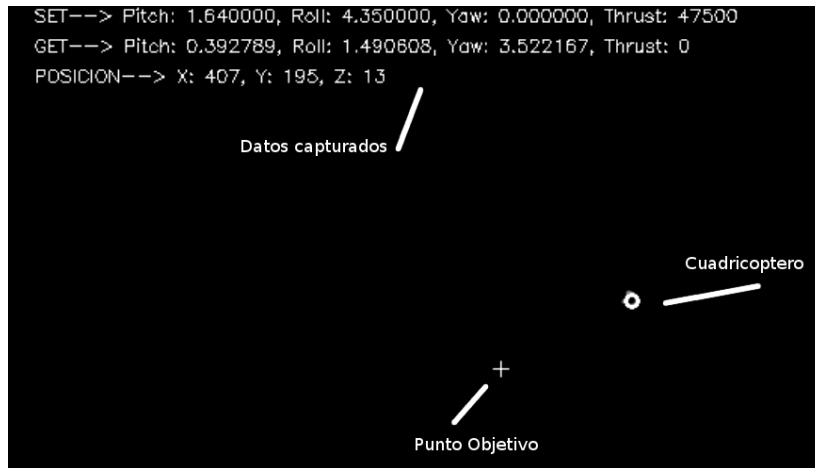 SET--> Pitch: 1.640000, Roll: 4.350000, Yaw: 0.000000, Thrust: 47500
GET--> Pitch: 0.392789, Roll: 1.490608, Yaw: 3.522167, Thrust: 0
POSICION--> X: 407, Y: 195, Z: 13
Datos capturados
Cuadricoptero
Punto Objetivo